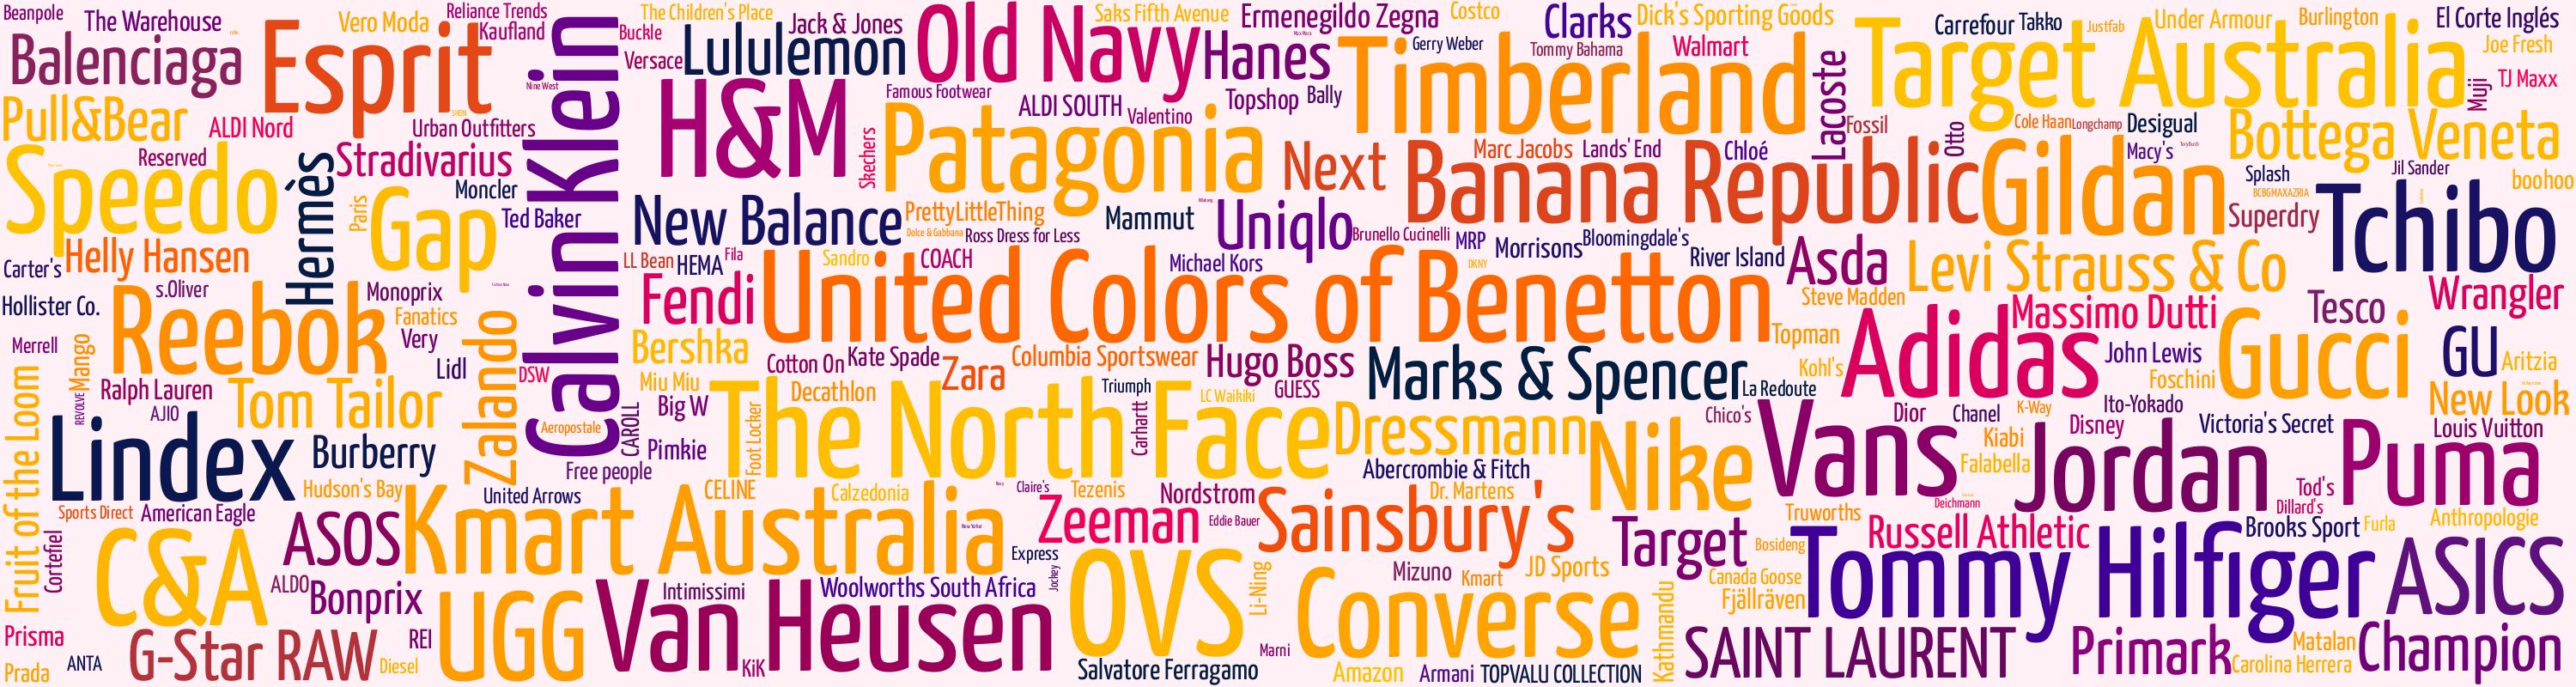 Beanpole
The Warehouse
Balenciaga
Esprit
Vero Moda
Reliance Trends
Kaufland
Calvin Klein
The Children's Place
Buckle
Jack & Jones
Versace
Lululemon
Old Navy
Saks Fifth Avenue
Ermenegildo Zegna
Costco
Hanes
Clarks
Dick's Sporting Goods
Gerry Weber
Tommy Bahama
Walmart
Timberland
Lacoste
Target Australia
Carrefour
Takko
Justfab
Under Armour
Burlington
El Corte Inglés
Joe Fresh
TJ Maxx
Muji
Pull&Bear
ALDI Nord
Urban Outfitters
Nine West
H&M
Famous Footwear
ALDI SOUTH
Valentino
Topshop
Bally
Skechers
Patagonia
Fossil
Otto
Cole Haan
Longchamp
Desigual
Bottega Veneta
Speedo
Reserved
Hermès
Stradivarius
Moncler
Ted Baker
Paris
Gap
Next
Marc Jacobs
Lands' End
Chloé
Banana Republic
Gildan
Macy's
Splash
Jil Sander
BCBGMAXAZRIA
boohoo
Superdry
Tchibo
New Balance
PrettyLittleThing
Dolce & Gabbana
Ross Dress for Less
Mammut
Uniqlo
Brunello Cucinelli
MRP
Morrisons
Bloomingdale's
River Island
Asda
Levi Strauss & Co
Helly Hansen
Carter's
LL Bean
HEMA
Fila
Sandro
COACH
Michael Kors
DKNY
Steve Madden
Hollister Co.
s.Oliver
Monoprix
Fanatics
Very
Reebok
Zalando
Fendi
United Colors of Benetton
Massimo Dutti
Tesco
Wrangler
Merrell
Mango
REVOLVE
Lidl
DSW
Bershka
Cotton On
Kate Spade
Zara
Columbia Sportswear
Hugo Boss
Marks & Spencer
Topman
Kohl's
Adidas
John Lewis
Foschini
Gucci
GU
Aritzia
Fruit of the Loom
Ralph Lauren
AJIO
Tom Tailor
Miu Miu
Big W
Decathlon
Triumph
LC Waikiki
GUESS
La Redoute
New Look
Lindex
Burberry
Aeropostale
CAROLL
Pimkie
Foot Locker
The North Face
Carhartt
Dressmann
Abercrombie & Fitch
Nike
Chico's
Vans
Dior
Chanel
K-Way
Kiabi
Falabella
Ito-Yokado
Disney
Victoria's Secret
Louis Vuitton
Jordan
Puma
Free people
Hudson's Bay
United Arrows
CELINE
Calzedonia
Claire's
Tezenis
Nordstrom
Dr. Martens
Deichmann
Tod's
Dillard's
Sports Direct
American Eagle
Cortefiel
C&A
ASOS
Kmart Australia
New Yorker
Express
Zeeman
Eddie Bauer
Sainsbury's
Target
Truworths
Bosideng
Russell Athletic
Brooks Sport
Furla
Anthropologie
ALDO
Bonprix
Intimissimi
Woolworths South Africa
Jockey
OVS
Li-Ning
Mizuno
Kmart
JD Sports
Canada Goose
Fjällräven
Tommy Hilfiger
ASICS
Prisma
Prada
ANTA
G-Star RAW
REI
Diesel
UGG
Van Heusen
KiK
Salvatore Ferragamo
Marni
Converse
Amazon
Armani
TOPVALU COLLECTION
Kathmandu
SAINT LAURENT
Primark
Matalan
Carolina Herrera
Champion